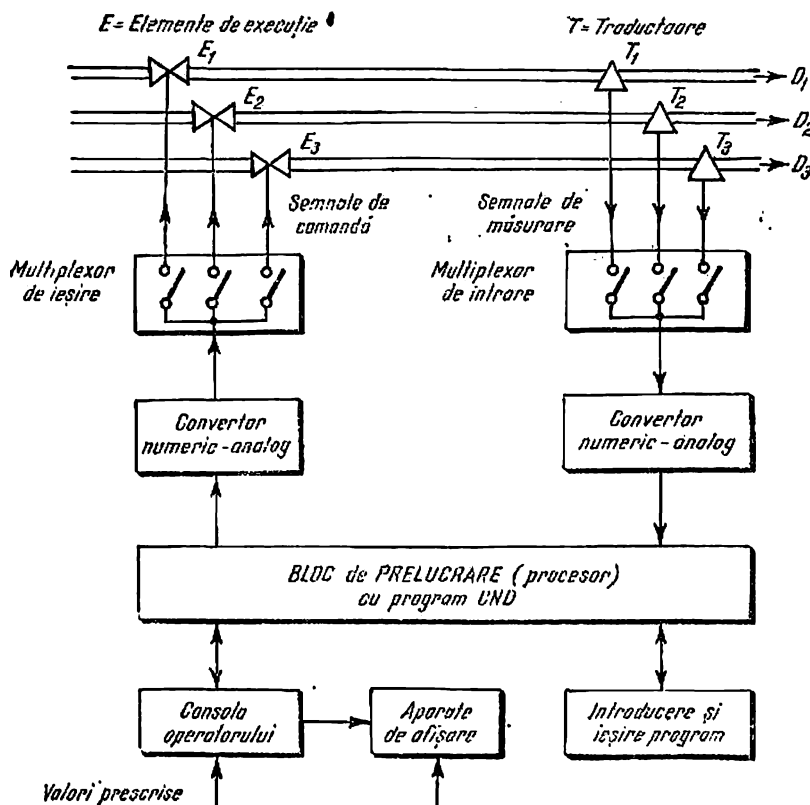 E = Elemente de execuție
T = Traductoare
E1
T1
D1
E2
T2
D2
E3
T3
D3
Semnale de
comandă
Semnale de
măsurare
Multiplexor
de ieșire
Multiplexor
de intrare
Convertor
numeric-analog
Convertor
numeric-analog
BLOC de PRELUCRARE (procesor)
cu program CND
Consola
operatorului
Aparate
de afișare
Introducere și
ieșire program
Valori prescrise